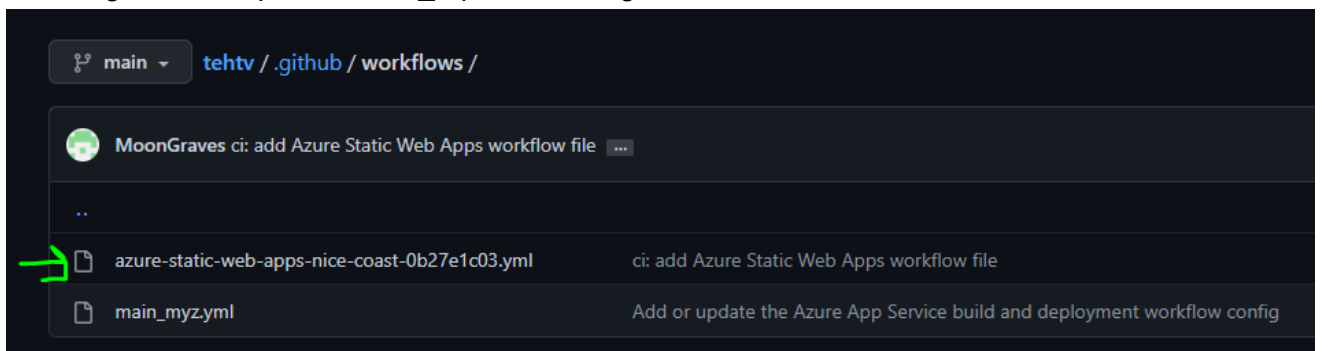 main tehtv / .github / workflows /
MoonGraves ci: add Azure Static Web Apps workflow file ...
..
azure-static-web-apps-nice-coast-0b27e1c03.yml ci: add Azure Static Web Apps workflow file
main_myz.yml Add or update the Azure App Service build and deployment workflow config